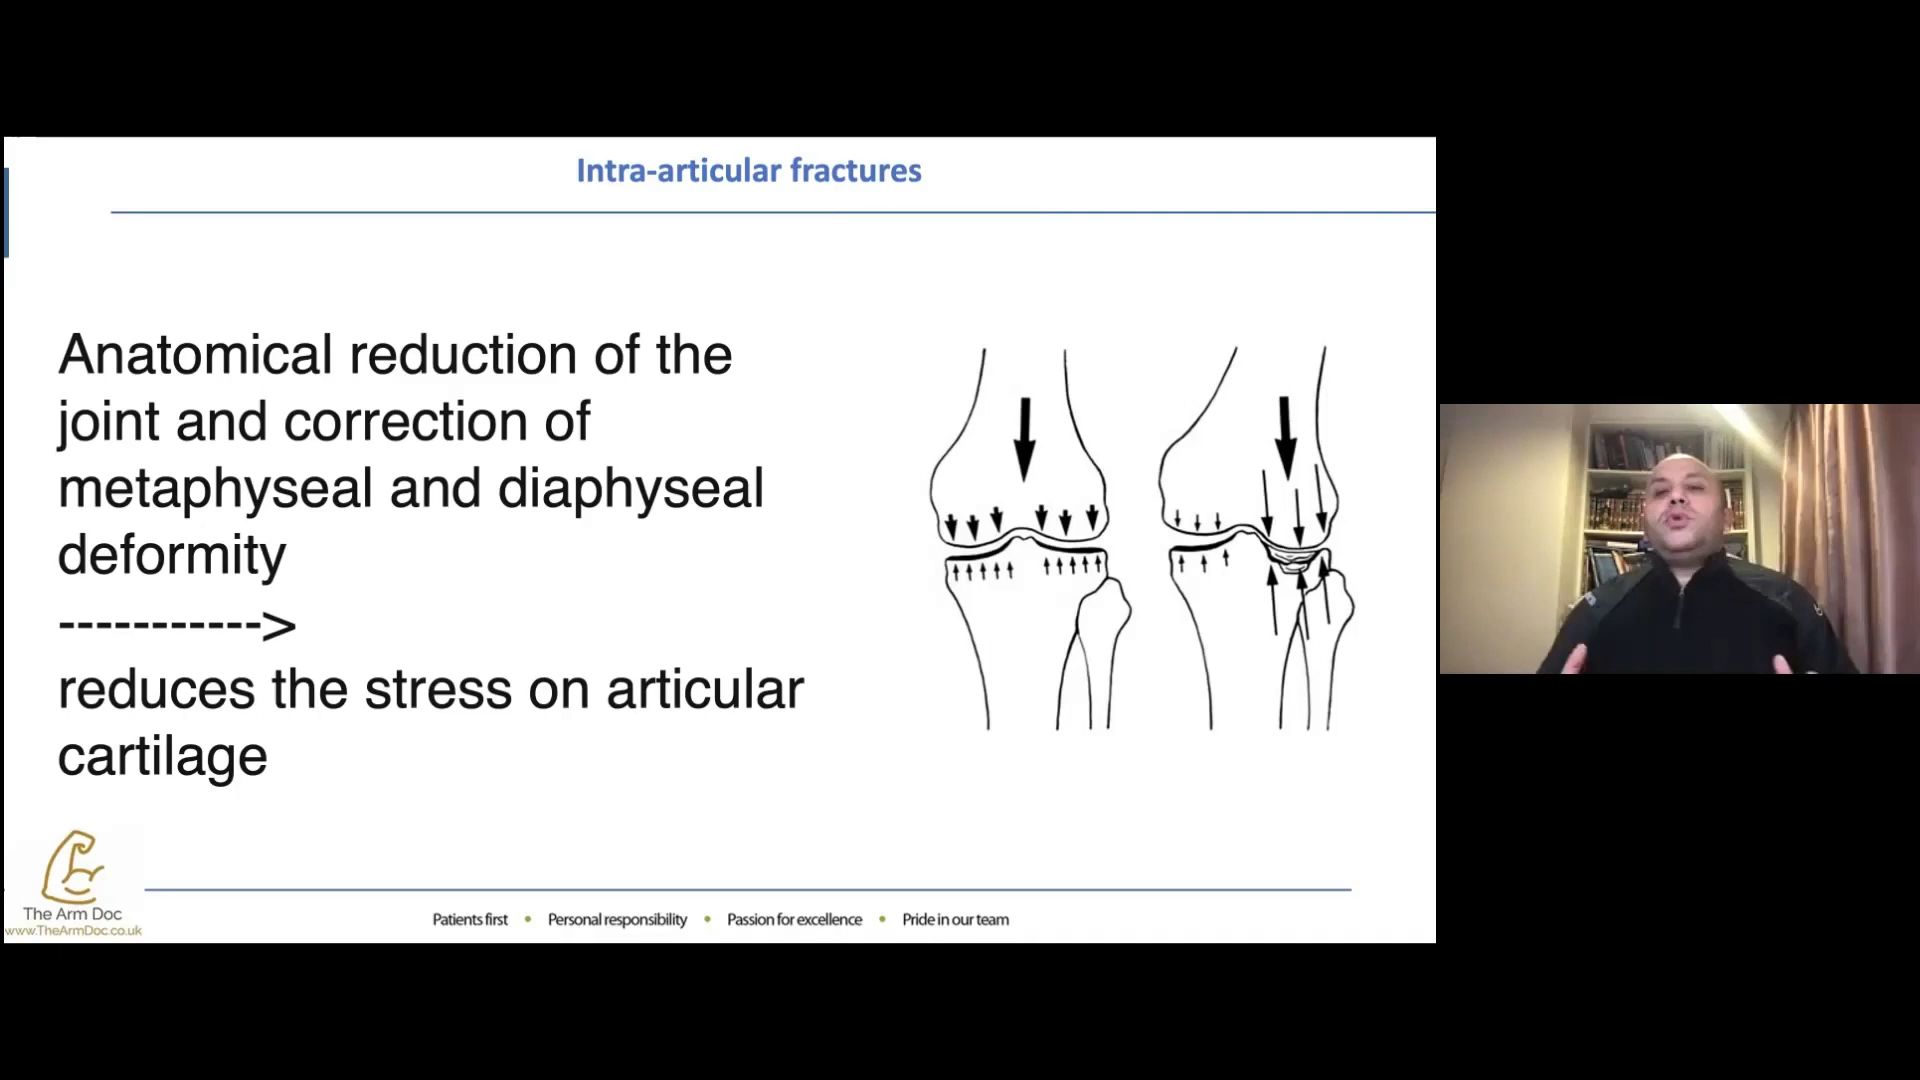 Intra-articular fractures
Anatomical reduction of the
joint and correction of
metaphyseal and diaphyseal
deformity
----------->
reduces the stress on articular
cartilage
The Arm Doc
www.TheArmDoc.co.uk
Patients first • Personal responsibility • Passion for excellence • Pride in our team